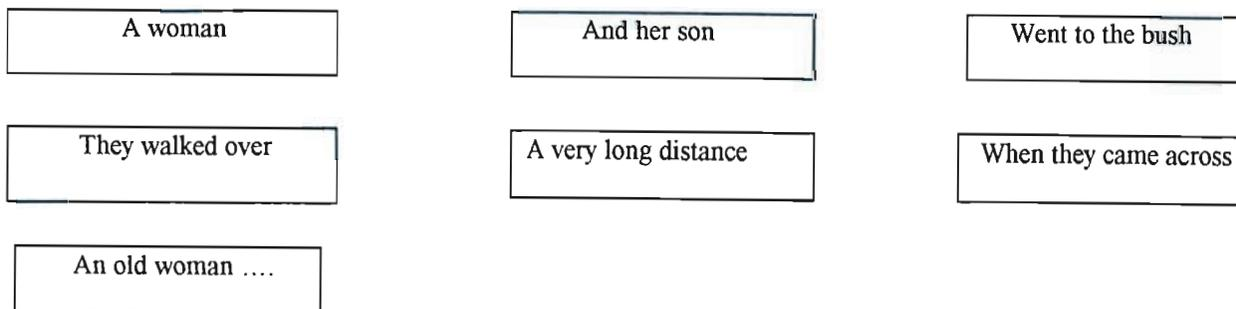 A woman
And her son
Went to the bush
They walked over
A very long distance
When they came across
An old woman ....